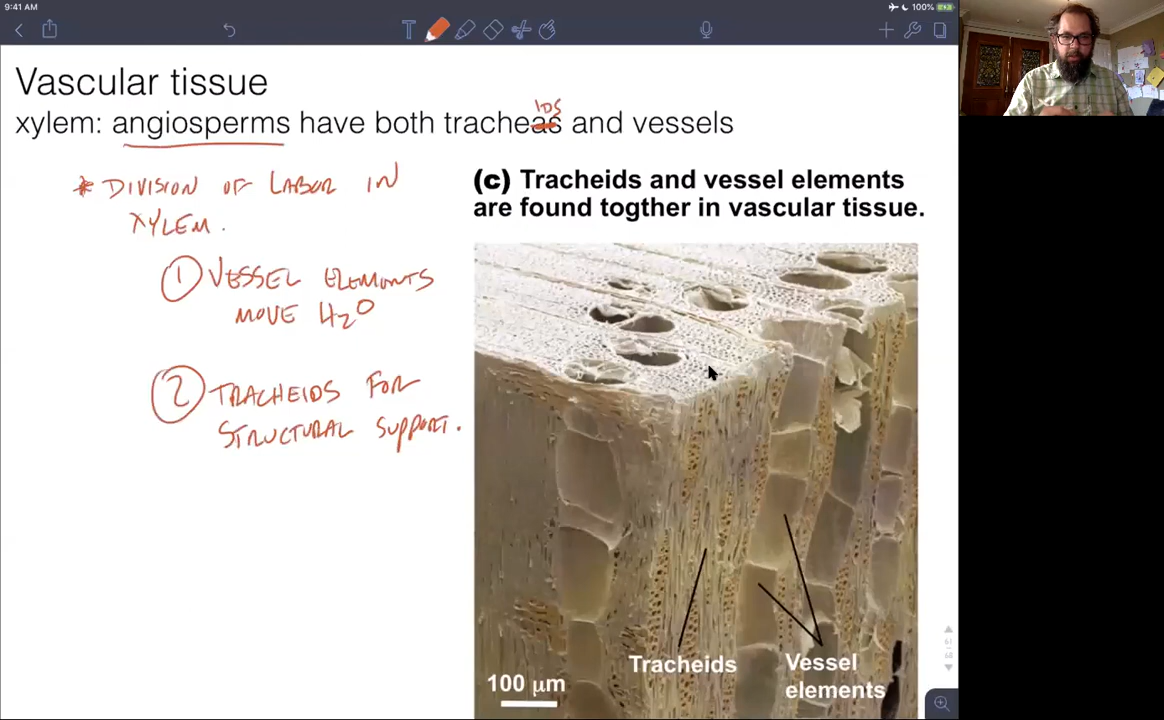 9:41 AM
100%
T
Vascular tissue
ids
xylem: angiosperms have both tracheas and vessels
* DIVISION OF LABOR IN
XYLEM.
1 VESSEL ELEMENTS
MOVE H2O
2 TRACHEIDS FOR
STRUCTURAL SUPPORT.
(c) Tracheids and vessel elements
are found togther in vascular tissue.
Tracheids
Vessel
elements
100 µm